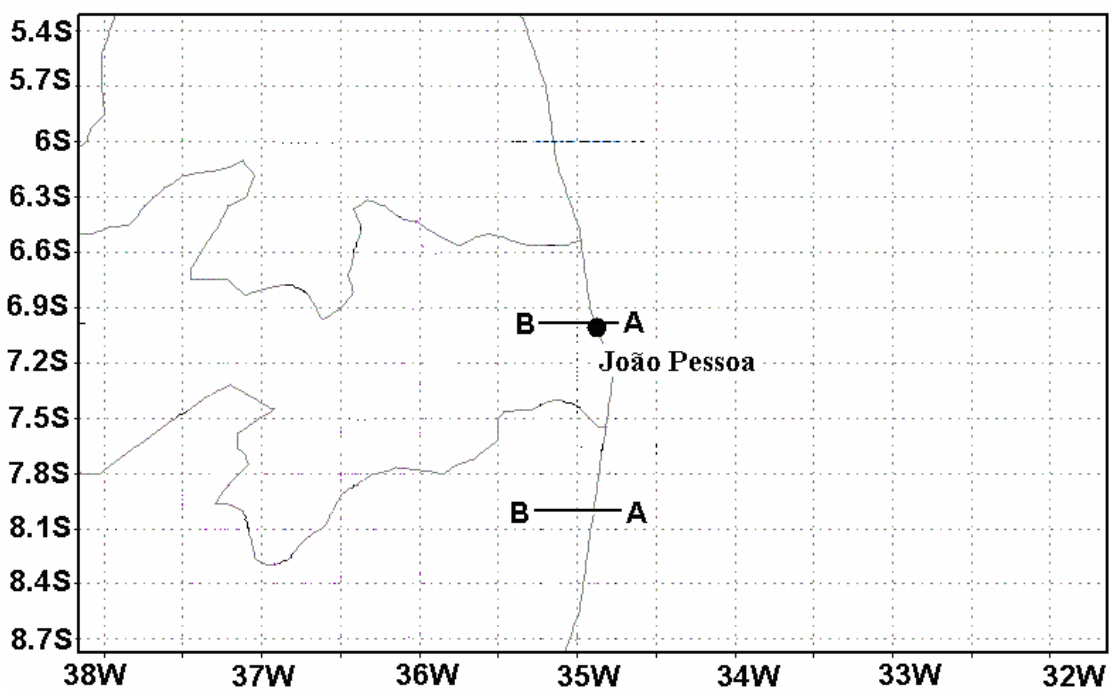 5.4S
5.7S
6S
6.3S
6.6S
6.9S
B A
João Pessoa
7.2S
7.5S
7.8S
B A
8.1S
8.4S
8.7S
38W 37W 36W 35W 34W 33W 32W